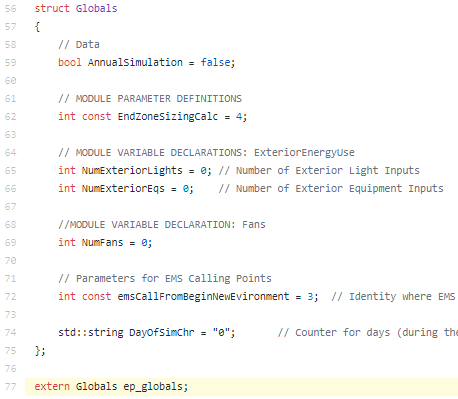 56 struct Globals
57 {
58 // Data
59 bool AnnualSimulation = false;
60
61 // MODULE PARAMETER DEFINITIONS
62 int const EndZoneSizingCalc = 4;
63
64 // MODULE VARIABLE DECLARATIONS: ExteriorEnergyUse
65 int NumExteriorLights = 0; // Number of Exterior Light Inputs
66 int NumExteriorEqs = 0; // Number of Exterior Equipment Inputs
67
68 //MODULE VARIABLE DECLARATION: Fans
69 int NumFans = 0;
70
71 // Parameters for EMS Calling Points
72 int const emsCallFromBeginNewEvironment = 3; // Identity where EMS
73
74 std::string DayOfSimChr = "0"; // Counter for days (during the
75 };
76
77 extern Globals ep_globals;